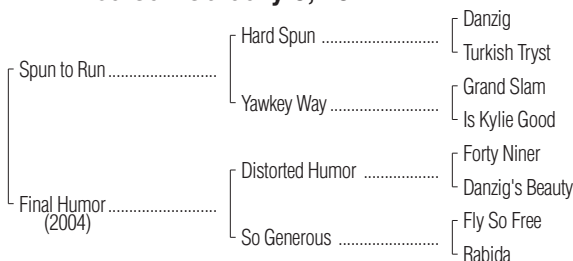 Hard Spun ..........................
Danzig
Turkish Tryst
Spun to Run ..........................
Yawkey Way ..........................
Grand Slam
Is Kylie Good
Distorted Humor ..................
Forty Niner
Danzig's Beauty
Final Humor ..........................
(2004)
So Generous ........................
Fly So Free
Rabida